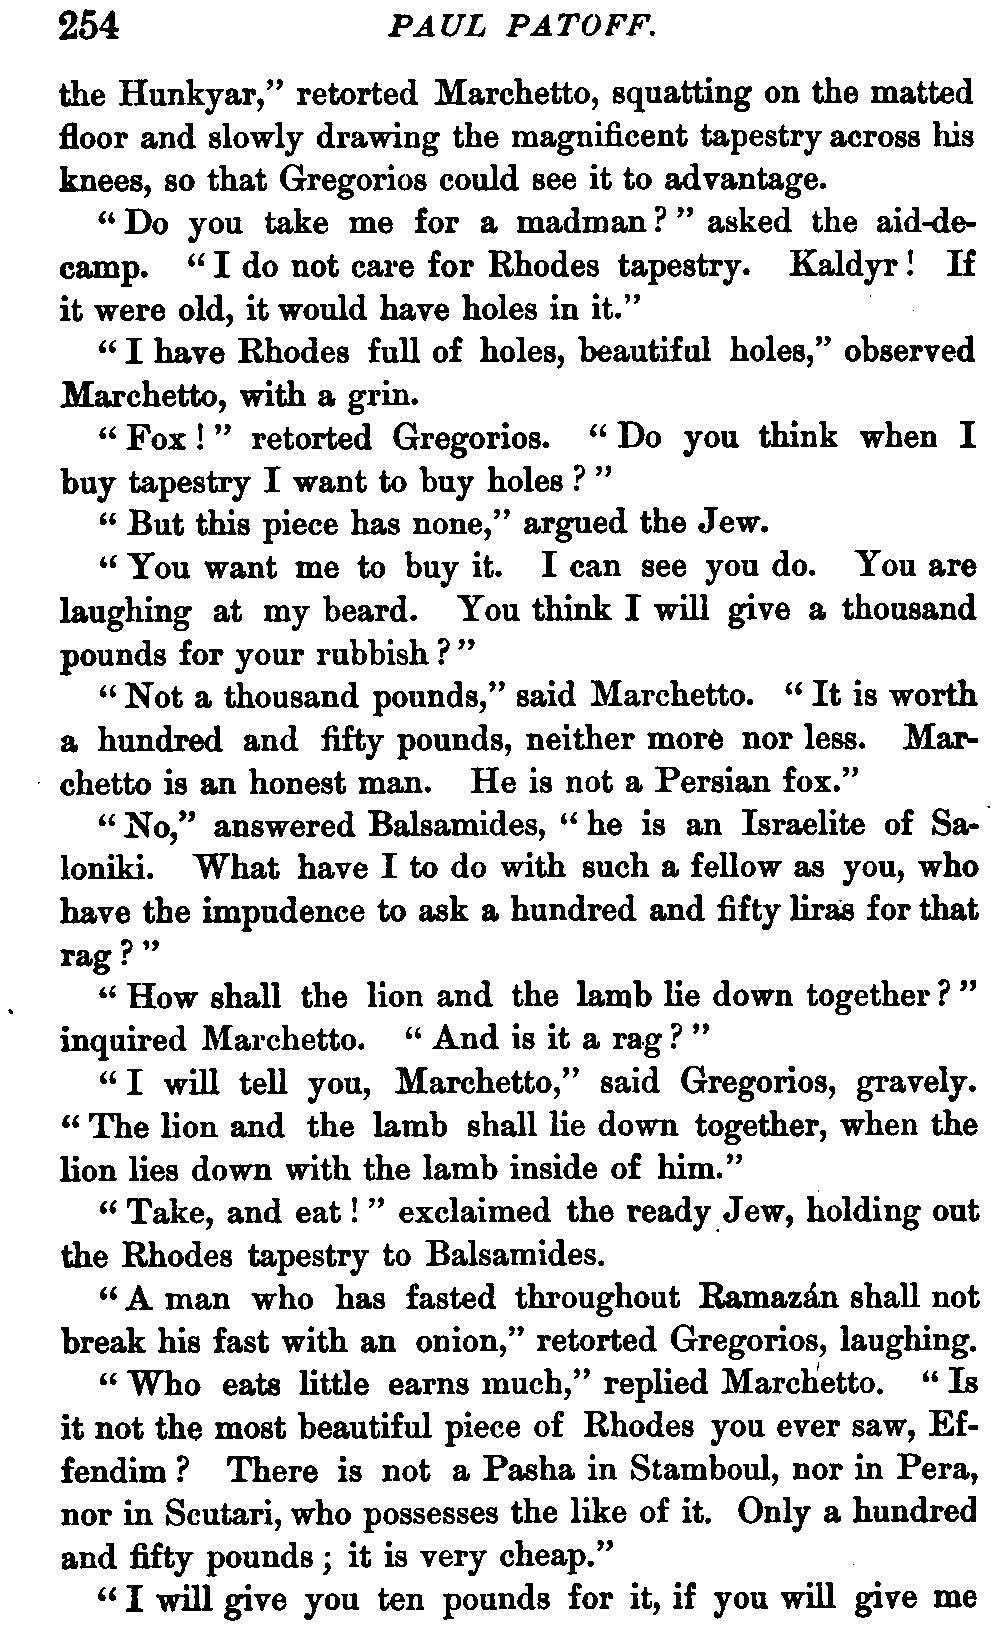 254 PAUL PATOFF.
the Hunkyar," retorted Marchetto, squatting on the matted
floor and slowly drawing the magnificent tapestry across his
knees, so that Gregorios could see it to advantage.
"Do you take me for a madman?" asked the aid-de-
camp. "I do not care for Rhodes tapestry. Kaldyr! If
it were old, it would have holes in it."
"I have Rhodes full of holes, beautiful holes," observed
Marchetto, with a grin.
"Fox!" retorted Gregorios. "Do you think when I
buy tapestry I want to buy holes?"
"But this piece has none," argued the Jew.
"You want me to buy it. I can see you do. You are
laughing at my beard. You think I will give a thousand
pounds for your rubbish?"
"Not a thousand pounds," said Marchetto. "It is worth
a hundred and fifty pounds, neither more nor less. Mar-
chetto is an honest man. He is not a Persian fox."
"No," answered Balsamides, "he is an Israelite of Sa-
loniki. What have I to do with such a fellow as you, who
have the impudence to ask a hundred and fifty liras for that
rag?"
"How shall the lion and the lamb lie down together?"
inquired Marchetto. "And is it a rag?"
"I will tell you, Marchetto," said Gregorios, gravely.
"The lion and the lamb shall lie down together, when the
lion lies down with the lamb inside of him."
"Take, and eat!" exclaimed the ready Jew, holding out
the Rhodes tapestry to Balsamides.
"A man who has fasted throughout Ramazán shall not
break his fast with an onion," retorted Gregorios, laughing.
"Who eats little earns much," replied Marchetto. "Is
it not the most beautiful piece of Rhodes you ever saw, Ef-
fendim? There is not a Pasha in Stamboul, nor in Pera,
nor in Scutari, who possesses the like of it. Only a hundred
and fifty pounds; it is very cheap."
"I will give you ten pounds for it, if you will give me